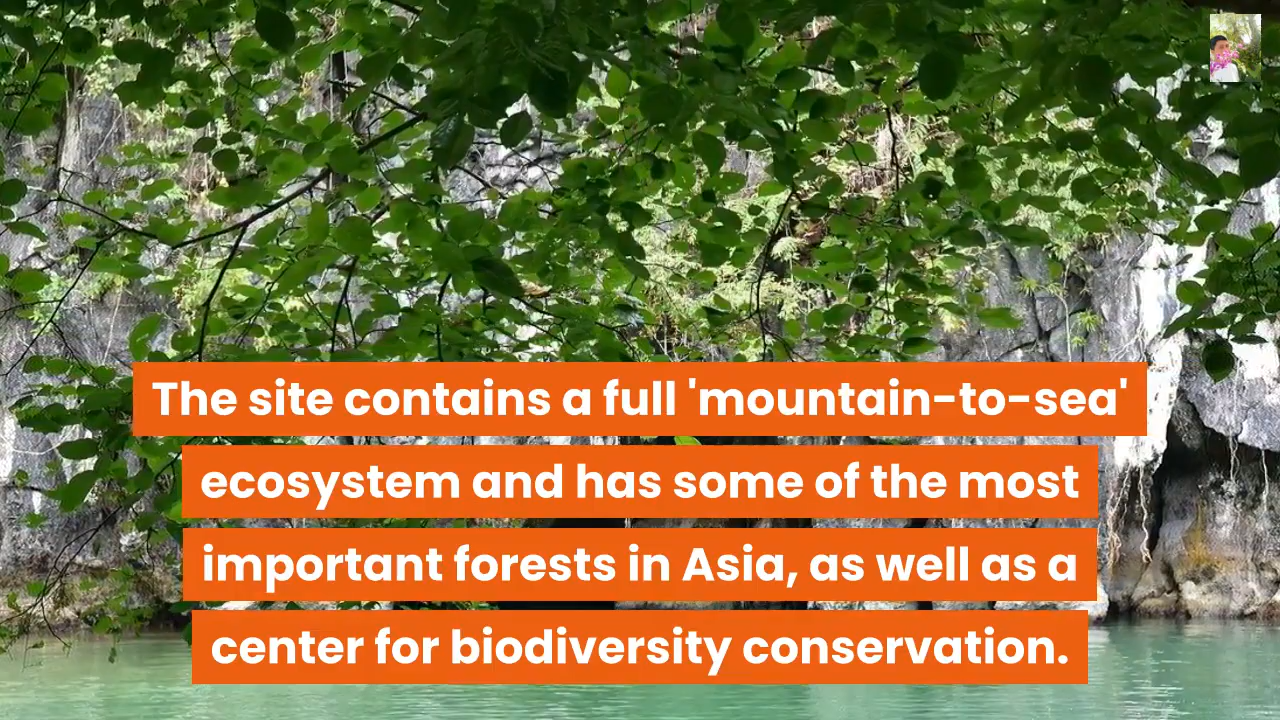 The site contains a full 'mountain-to-sea'
ecosystem and has some of the most
important forests in Asia, as well as a
center for biodiversity conservation.